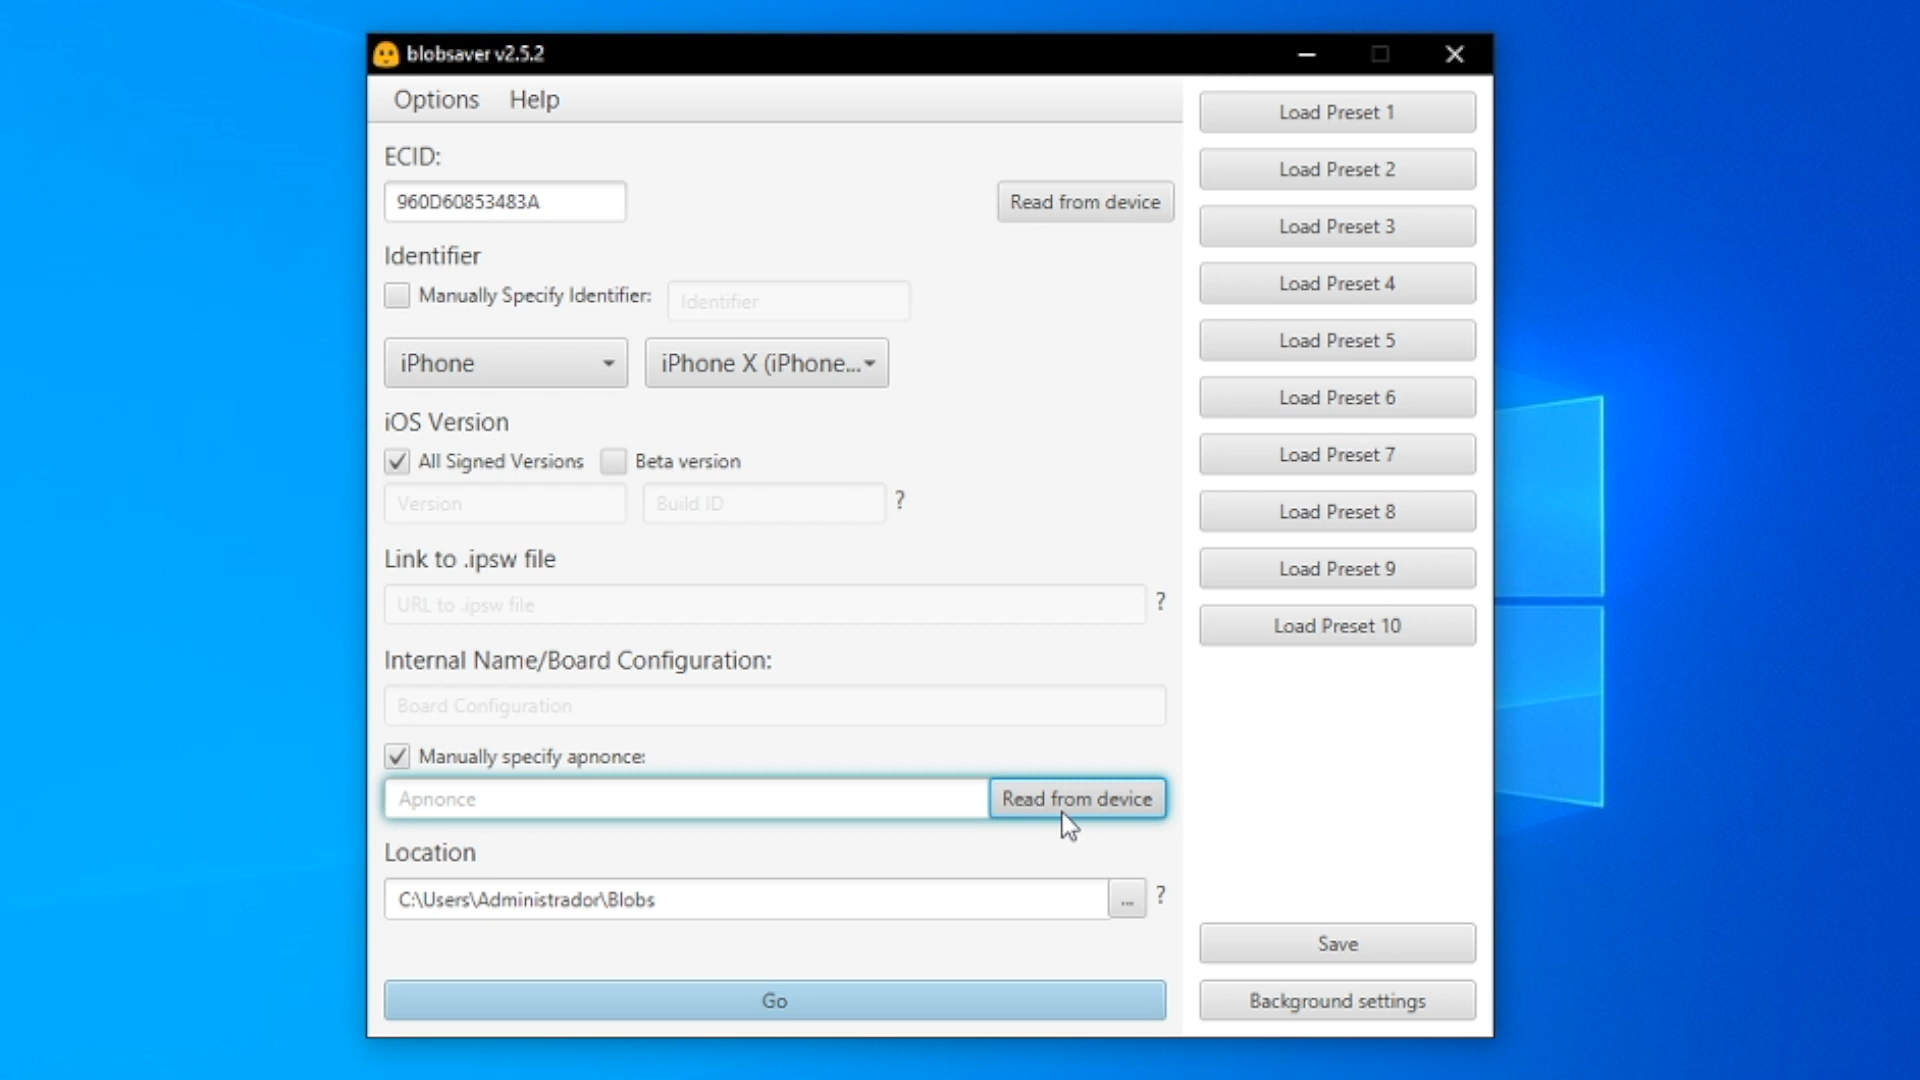 blobsaver v2.5.2
Options Help
ECID:
960D60853483A
Read from device
Identifier
Manually Specify Identifier:
Identifier
iPhone
iPhone X (iPhone...
iOS Version
All Signed Versions
Beta version
Version
Build ID
?
Link to .ipsw file
URL to .ipsw file
?
Internal Name/Board Configuration:
Board Configuration
Manually specify apnonce:
Apnonce
Read from device
Location
C:\Users\Administrador\Blobs
...
?
Go
Load Preset 1
Load Preset 2
Load Preset 3
Load Preset 4
Load Preset 5
Load Preset 6
Load Preset 7
Load Preset 8
Load Preset 9
Load Preset 10
Save
Background settings